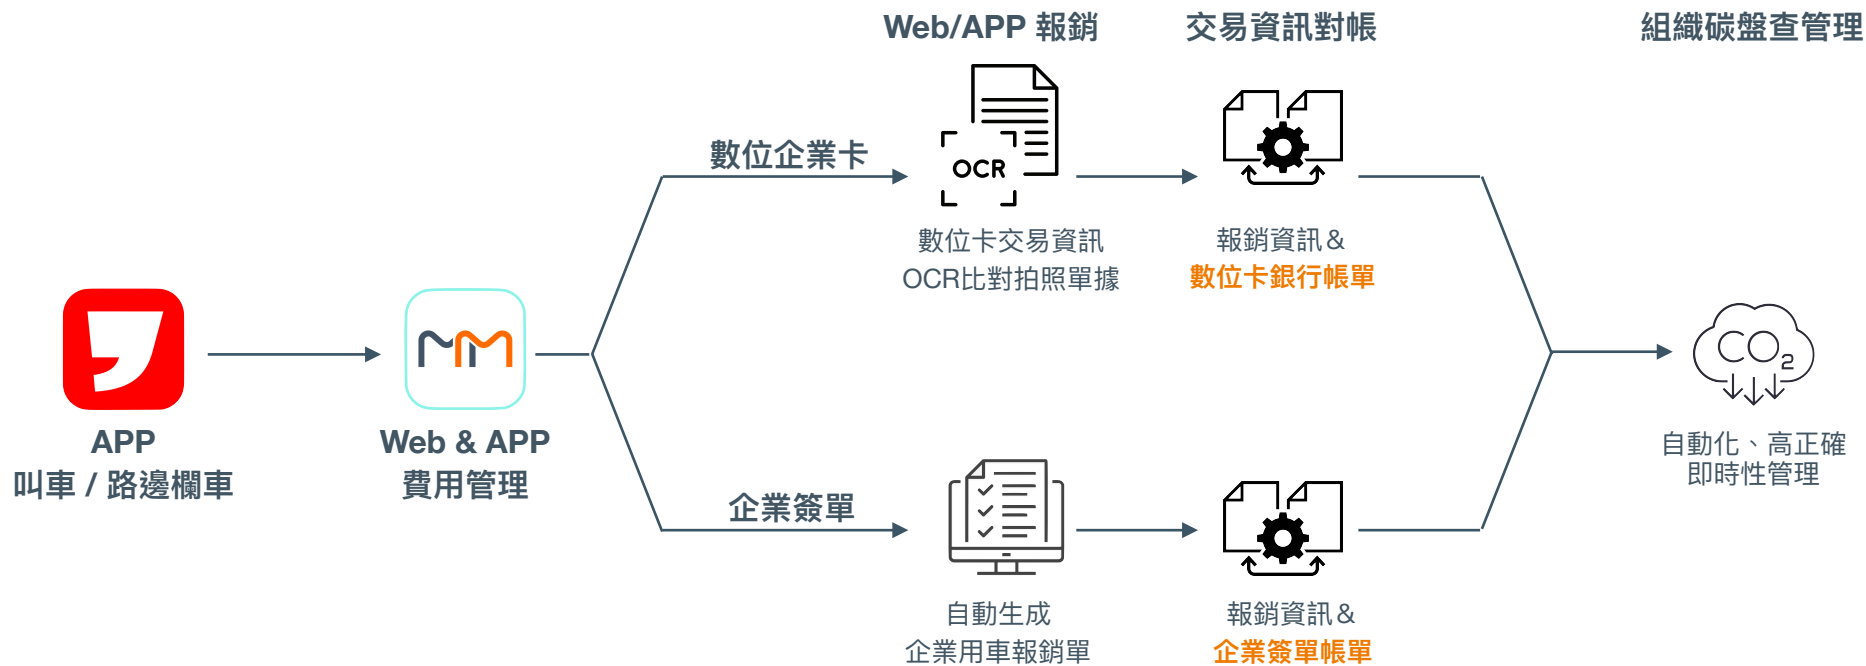 Web/APP 報銷
交易資訊對帳
組織碳盤查管理
數位企業卡
OCR
數位卡交易資訊
OCR比對拍照單據
報銷資訊&
數位卡銀行帳單
APP
叫車 / 路邊欄車
Web & APP
費用管理
CO2
自動化、高正確
即時性管理
企業簽單
自動生成
企業用車報銷單
報銷資訊&
企業簽單帳單